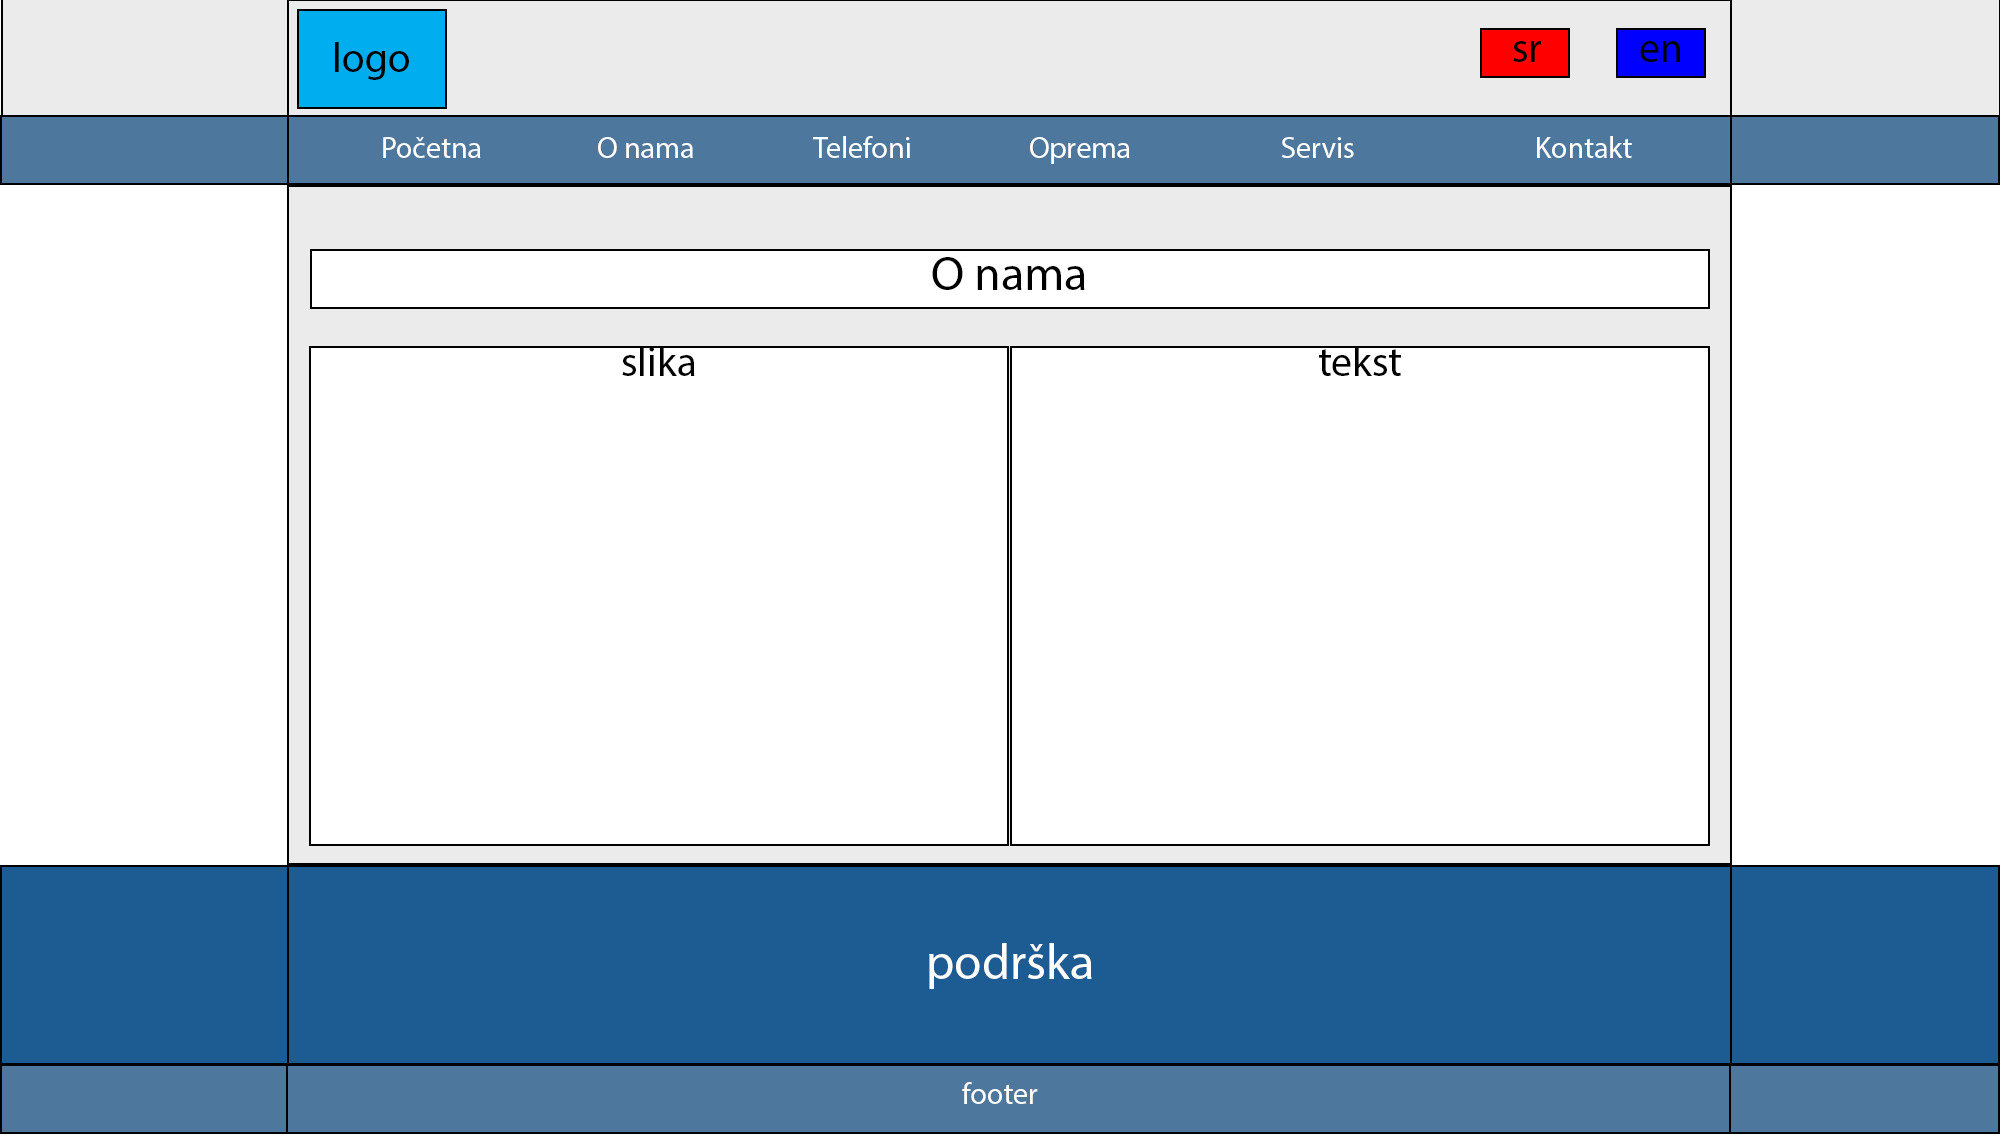 logo
sr en
Početna O nama Telefoni Oprema Servis Kontakt
O nama
slika tekst
podrška
footer